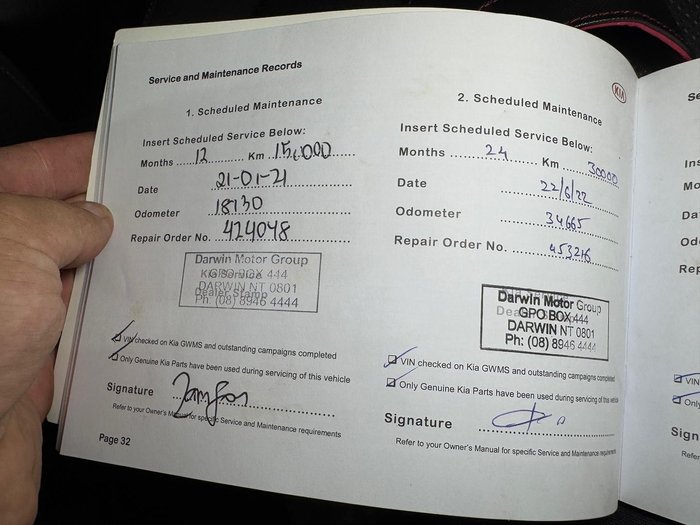 Service and Maintenance Records
KIA
1. Scheduled Maintenance
Insert Scheduled Service Below:
Months 12 Km 15,000
Date 21-01-21
Odometer 18130
Repair Order No. 424048
Darwin Motor Group
Kia Service
GPO BOX 444
DARWIN NT 0801
Dealer Stamp
Ph: (08) 8946 4444
VIN checked on Kia GWMS and outstanding campaigns completed
Only Genuine Kia Parts have been used during servicing of this vehicle
Signature
Refer to your Owner's Manual for specific Service and Maintenance requirements
Page 32
2. Scheduled Maintenance
Insert Scheduled Service Below:
Months 24 Km 30000
Date 22/6/22
Odometer 34665
Repair Order No. 453216
Darwin Motor Group
GPO BOX 444
DARWIN NT 0801
Ph: (08) 8946 4444
VIN checked on Kia GWMS and outstanding campaigns completed
Only Genuine Kia Parts have been used during servicing of this vehicle
Signature
Refer to your Owner's Manual for specific Service and Maintenance requirements